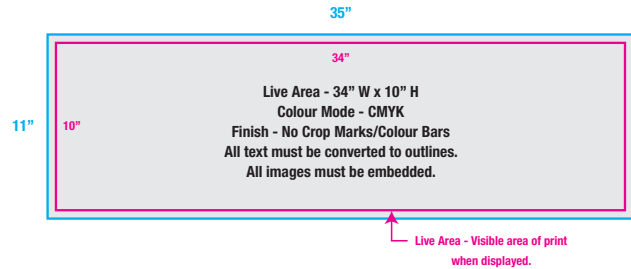 35”
34”
Live Area - 34” W x 10” H
Colour Mode - CMYK
11”
10”
Finish - No Crop Marks/Colour Bars
All text must be converted to outlines.
All images must be embedded.
Live Area - Visible area of print
when displayed.